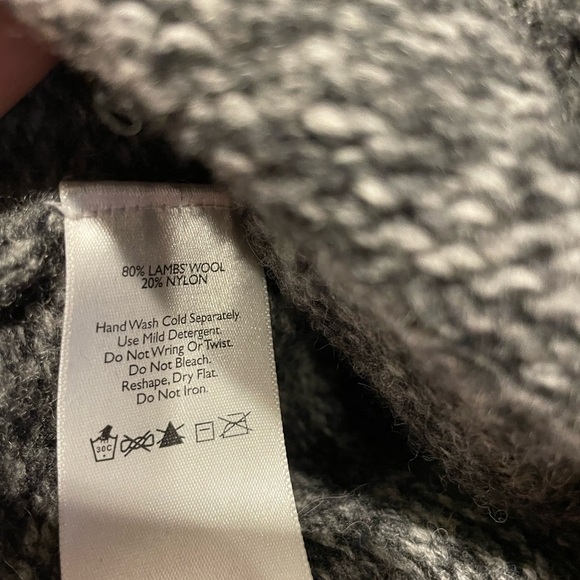 80% LAMBS' WOOL
20% NYLON
Hand Wash Cold Separately.
Use Mild Detergent.
Do Not Wring Or Twist.
Do Not Bleach.
Reshape, Dry Flat.
Do Not Iron.
30C